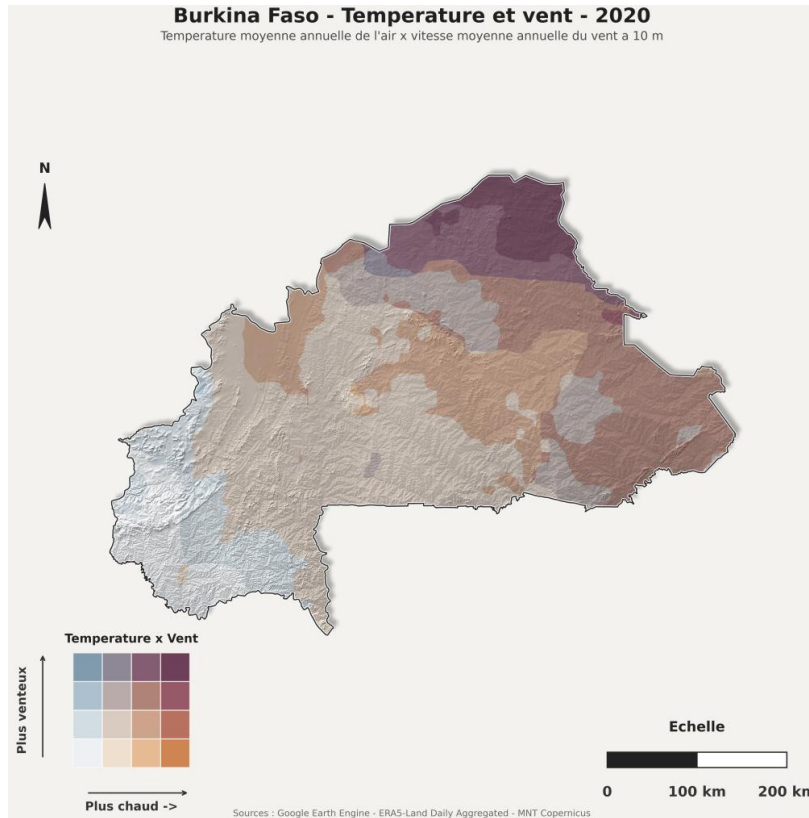 Burkina Faso - Temperature et vent - 2020
Temperature moyenne annuelle de l'air x vitesse moyenne annuelle du vent a 10 m
N
Temperature x Vent
Plus venteux
Plus chaud ->
Echelle
0 100 km 200 km
Sources : Google Earth Engine - ERA5-Land Daily Aggregated - MNT Copernicus